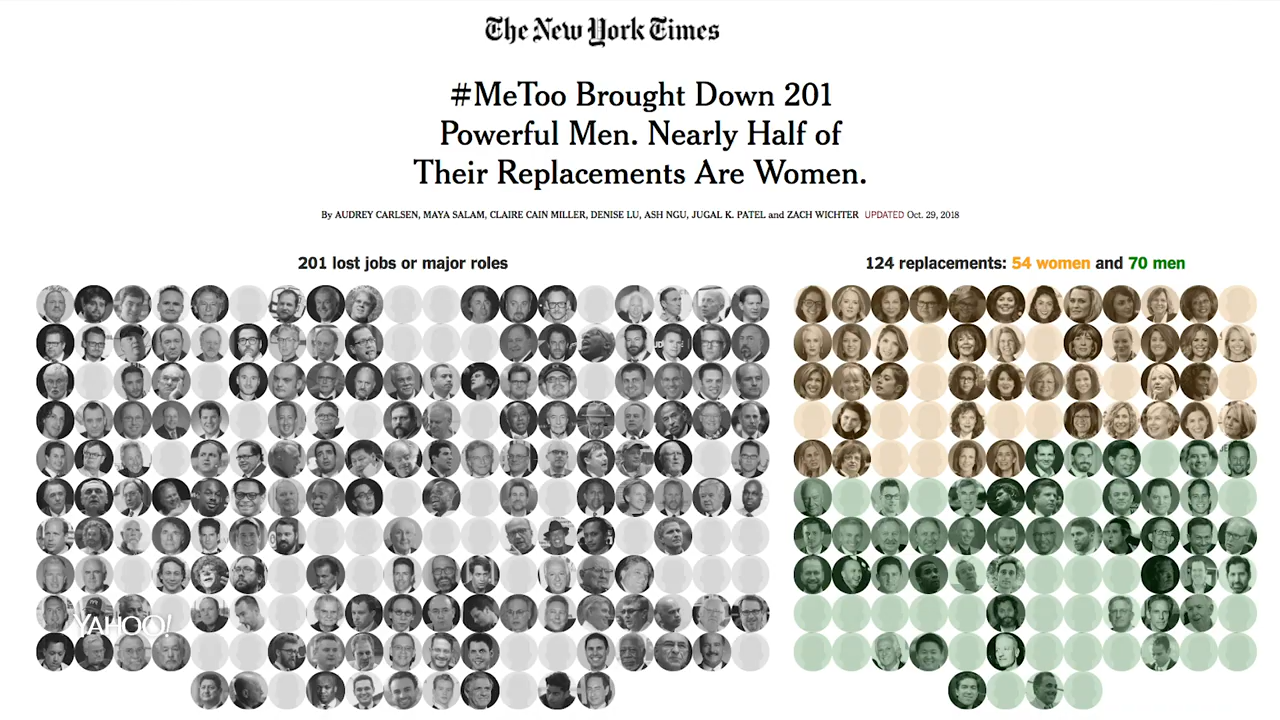 The New York Times
#MeToo Brought Down 201
Powerful Men. Nearly Half of
Their Replacements Are Women.
By AUDREY CARLSEN, MAYA SALAM, CLAIRE CAIN MILLER, DENISE LU, ASH NGU, JUGAL K. PATEL and ZACH WICHTER UPDATED Oct. 29, 2018
201 lost jobs or major roles
124 replacements: 54 women and 70 men
YAHOO!